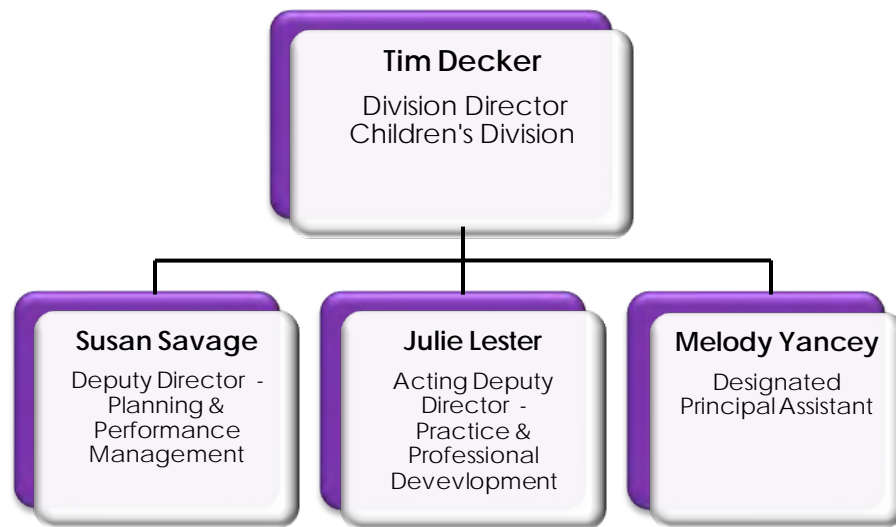 Tim Decker
Division Director
Children's Division
Susan Savage
Deputy Director -
Planning &
Performance
Management
Julie Lester
Acting Deputy
Director -
Practice &
Professional
Devevlopment
Melody Yancey
Designated
Principal Assistant